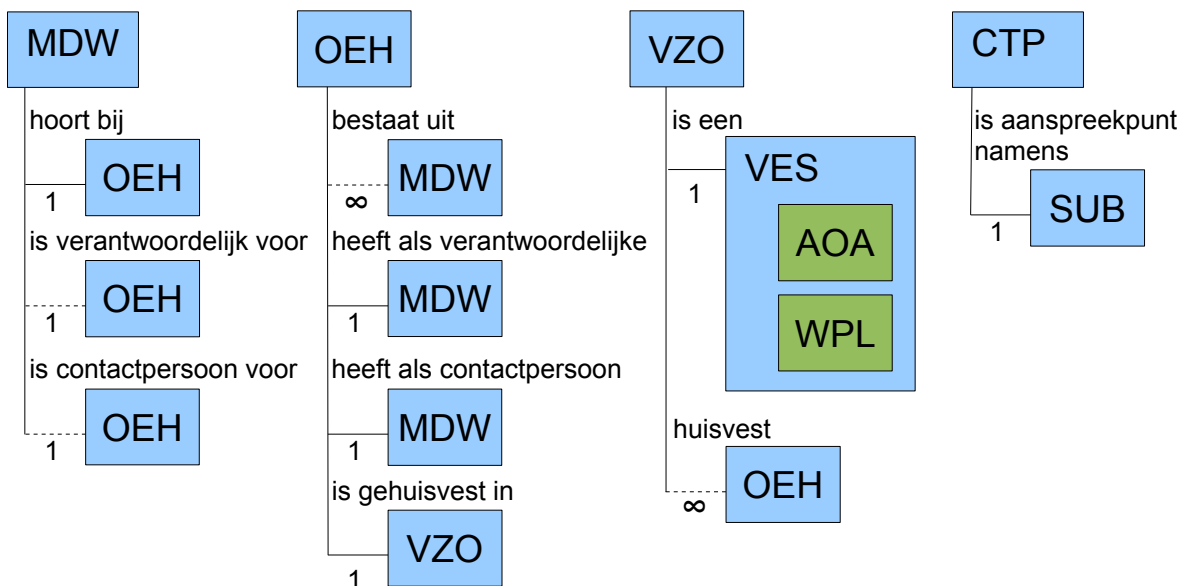 MDW
hoort bij
OEH
1
is verantwoordelijk voor
OEH
1
is contactpersoon voor
OEH
1
OEH
bestaat uit
MDW
∞
heeft als verantwoordelijke
MDW
1
heeft als contactpersoon
MDW
1
is gehuisvest in
VZO
1
VZO
is een
VES
1
AOA
WPL
huisvest
OEH
∞
CTP
is aanspreekpunt
namens
SUB
1